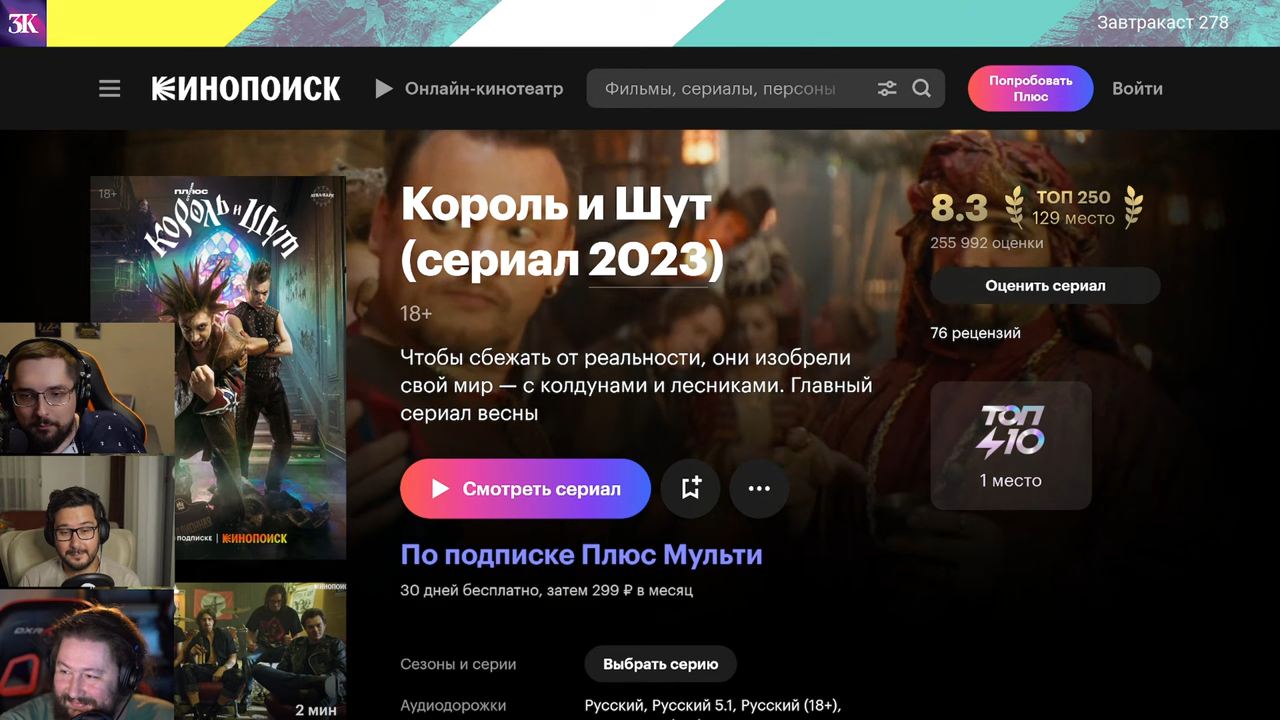 ЗК
Завтракаст 278
КИНОПОИСК
Онлайн-кинотеатр
Фильмы, сериалы, персоны
Попробовать
Плюс
Войти
18+
плюс
Король и Шут
ПОДПИСКЕ | КИНОПОИСК
Король и Шут
(сериал 2023)
18+
Чтобы сбежать от реальности, они изобрели
свой мир — с колдунами и лесниками. Главный
сериал весны
Смотреть сериал
По подписке Плюс Мульти
30 дней бесплатно, затем 299 ₽ в месяц
Сезоны и серии
Выбрать серию
Аудиодорожки
Русский, Русский 5.1, Русский (18+),
8.3
ТОП 250
129 место
255 992 оценки
Оценить сериал
76 рецензий
ТОП
10
1 место
2 мин